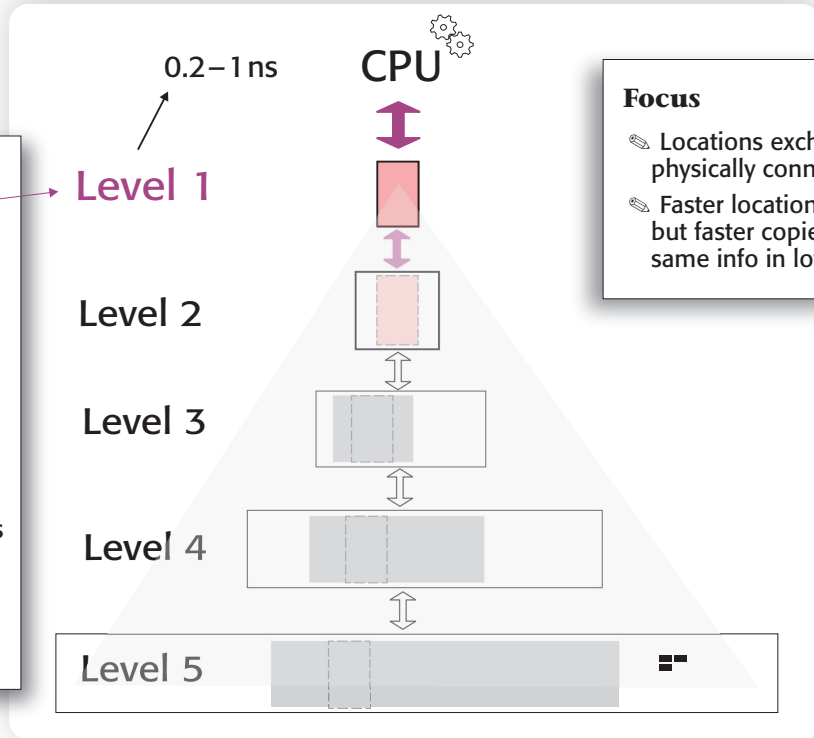 0.2–1 ns
CPU
Level 1
Level 2
Level 3
Level 4
Level 5
Focus
✎ Locations exch
physically conn
✎ Faster location
but faster copie
same info in lo
s